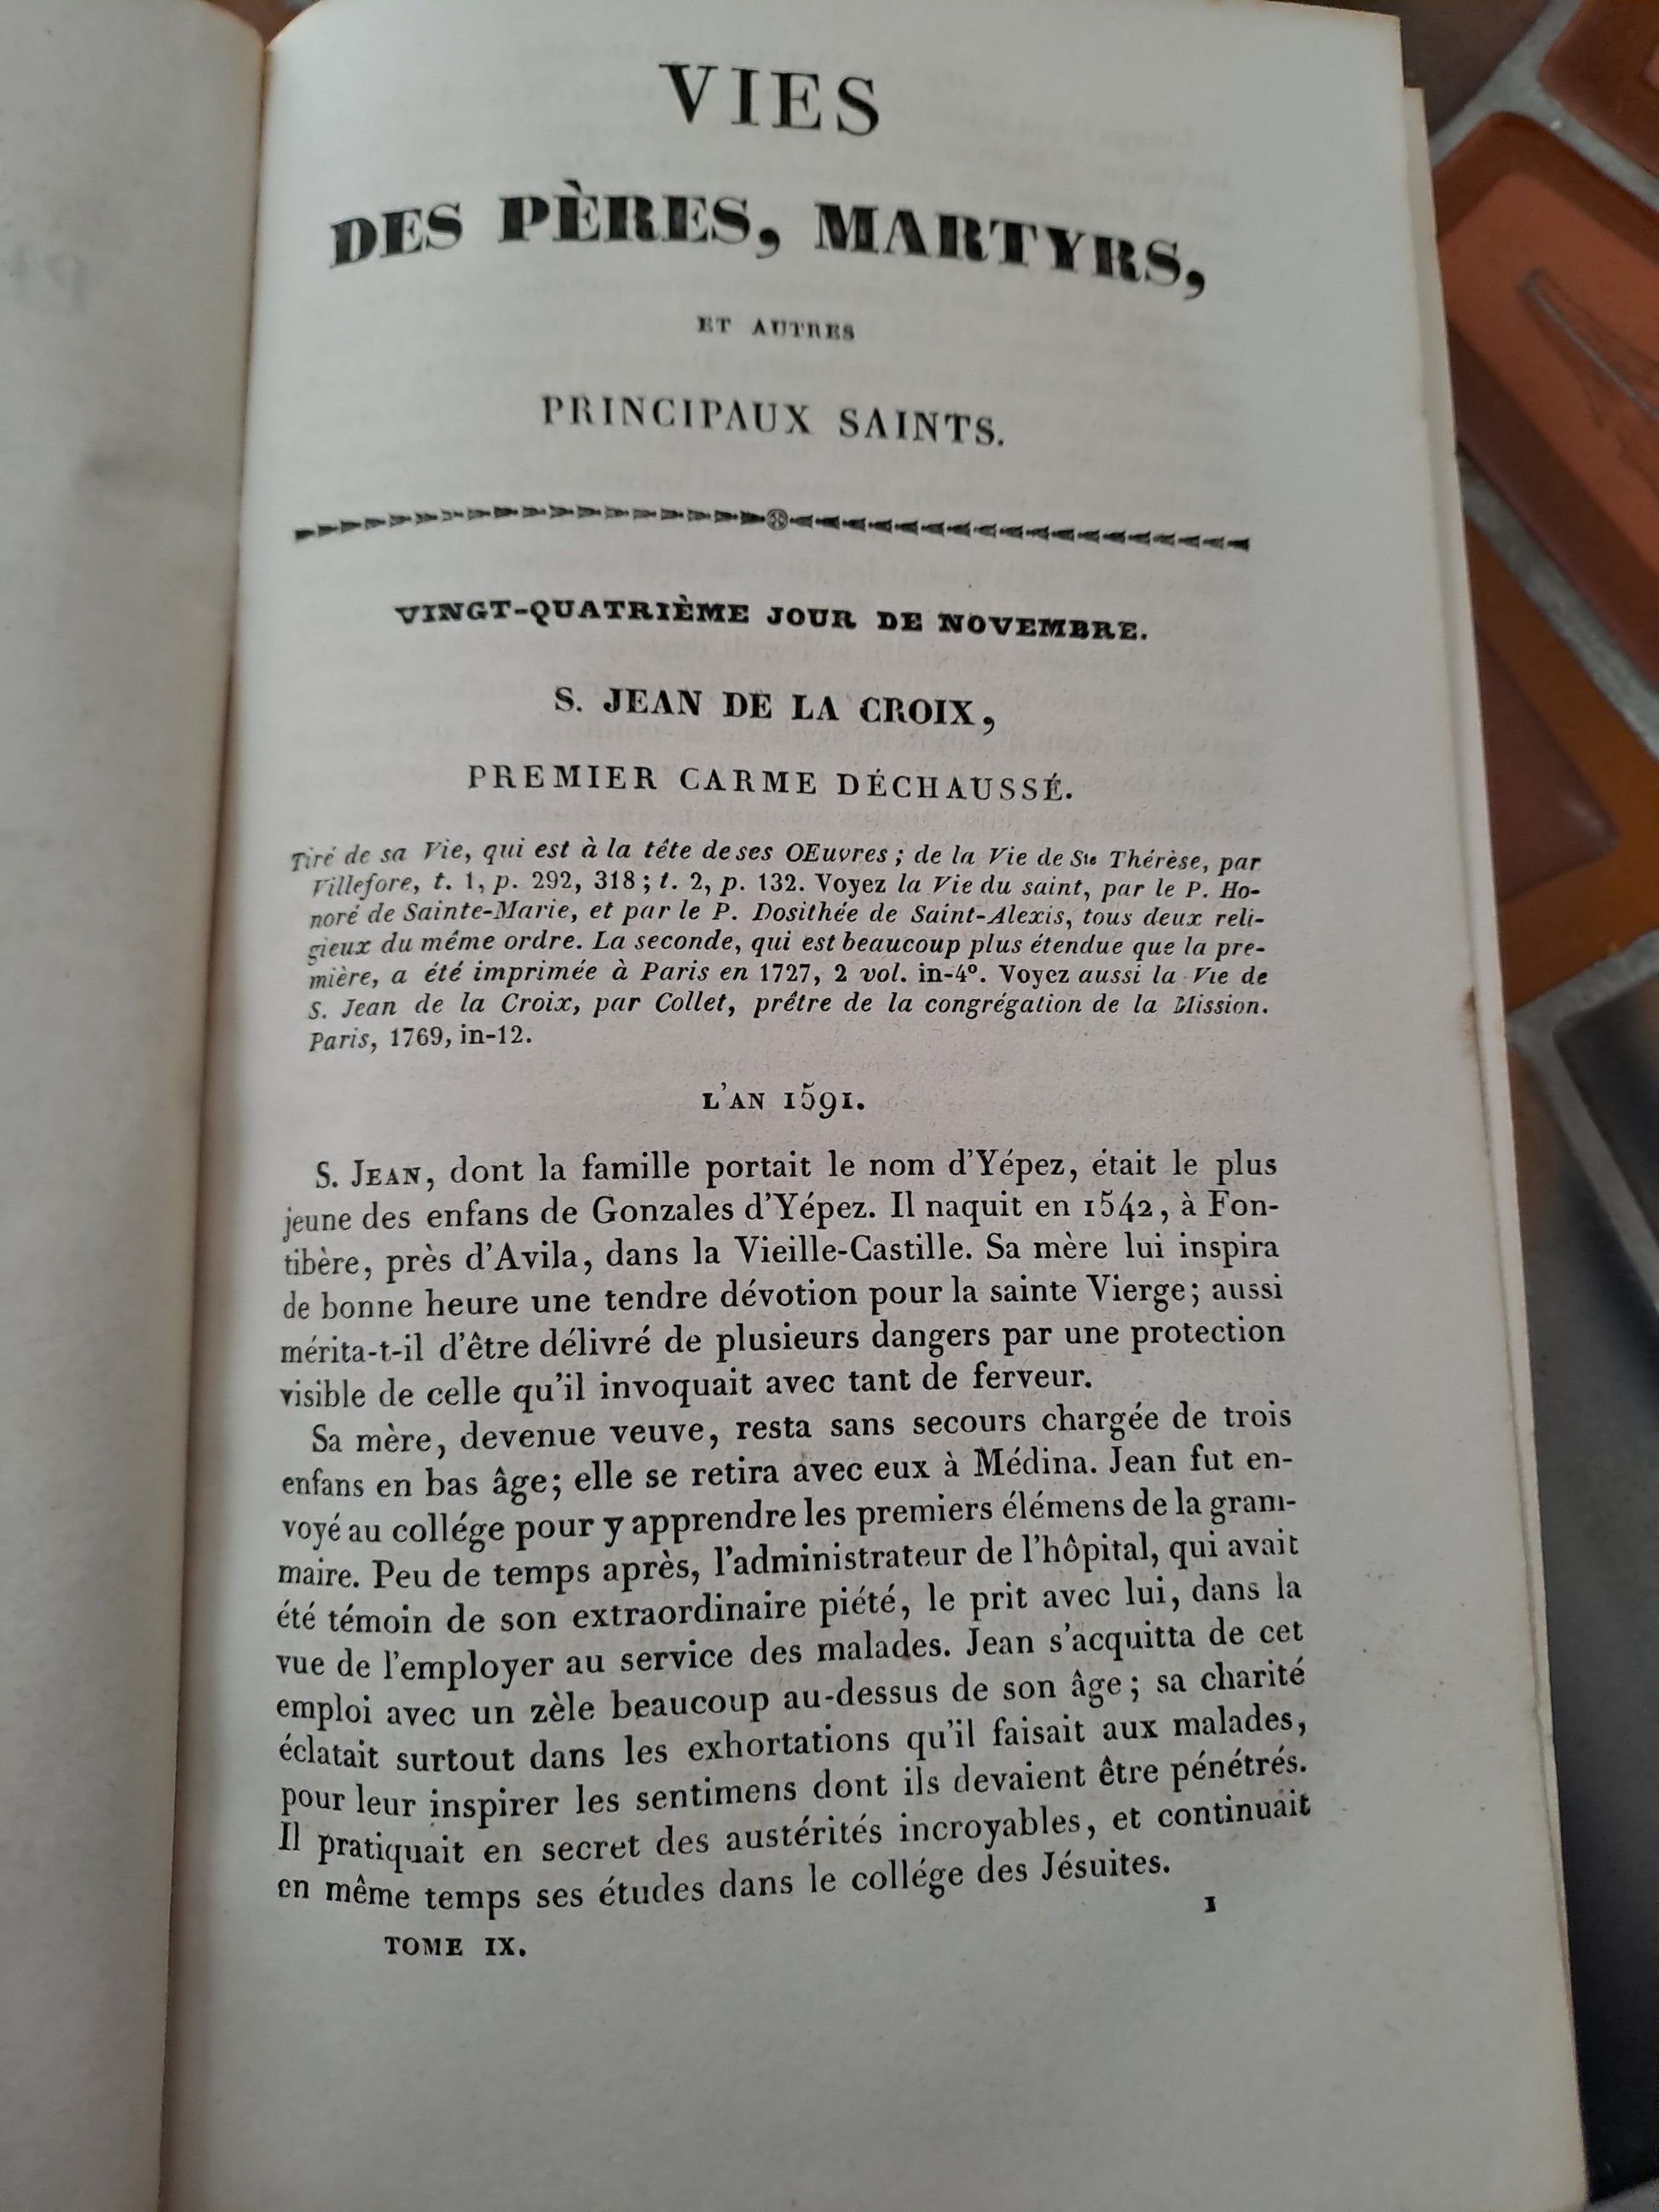 VIES
DES PÈRES, MARTYRS,
ET AUTRES
PRINCIPAUX SAINTS.
VINGT-QUATRIÈME JOUR DE NOVEMBRE.
S. JEAN DE LA CROIX,
PREMIER CARME DÉCHAUSSÉ.
Tiré de sa Vie, qui est à la tête de ses OEuvres; de la Vie de Ste Thérèse, par
Villefore, t. 1, p. 292, 318; t. 2, p. 132. Voyez la Vie du saint, par le P. Ho-
noré de Sainte-Marie, et par le P. Dosithée de Saint-Alexis, tous deux reli-
gieux du même ordre. La seconde, qui est beaucoup plus étendue que la pre-
mière, a été imprimée à Paris en 1727, 2 vol. in-4°. Voyez aussi la Vie de
S. Jean de la Croix, par Collet, prêtre de la congrégation de la Mission.
Paris, 1769, in-12.
L'AN 1591.
S. JEAN, dont la famille portait le nom d'Yépez, était le plus
jeune des enfans de Gonzales d'Yépez. Il naquit en 1542, à Fon-
tibère, près d'Avila, dans la Vieille-Castille. Sa mère lui inspira
de bonne heure une tendre dévotion pour la sainte Vierge; aussi
mérita-t-il d'être délivré de plusieurs dangers par une protection
visible de celle qu'il invoquait avec tant de ferveur.
Sa mère, devenue veuve, resta sans secours chargée de trois
enfans en bas âge; elle se retira avec eux à Médina. Jean fut en-
voyé au collége pour y apprendre les premiers élémens de la gram-
maire. Peu de temps après, l'administrateur de l'hôpital, qui avait
été témoin de son extraordinaire piété, le prit avec lui, dans la
vue de l'employer au service des malades. Jean s'acquitta de cet
emploi avec un zèle beaucoup au-dessus de son âge; sa charité
éclatait surtout dans les exhortations qu'il faisait aux malades,
pour leur inspirer les sentimens dont ils devaient être pénétrés.
Il pratiquait en secret des austérités incroyables, et continuait
en même temps ses études dans le collége des Jésuites.
TOME IX. 1